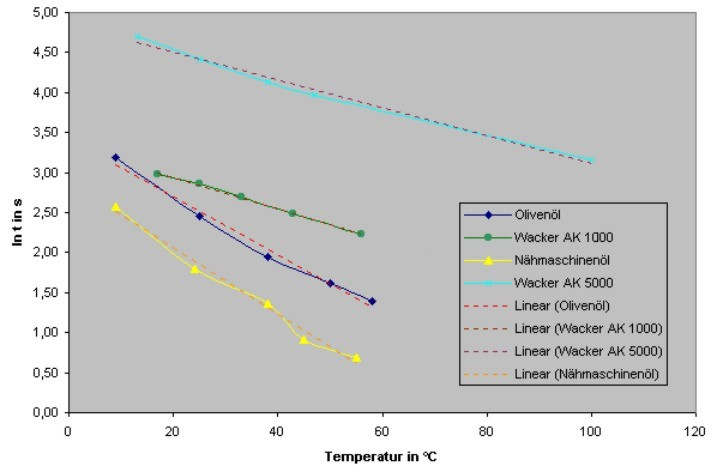 5,00
4,50
4,00
3,50
3,00
2,50
2,00
1,50
1,00
0,50
0,00
ln t in s
0 20 40 60 80 100 120
Temperatur in °C
Olivenöl
Wacker AK 1000
Nähmaschinenöl
Wacker AK 5000
Linear (Olivenöl)
Linear (Wacker AK 1000)
Linear (Wacker AK 5000)
Linear (Nähmaschinenöl)